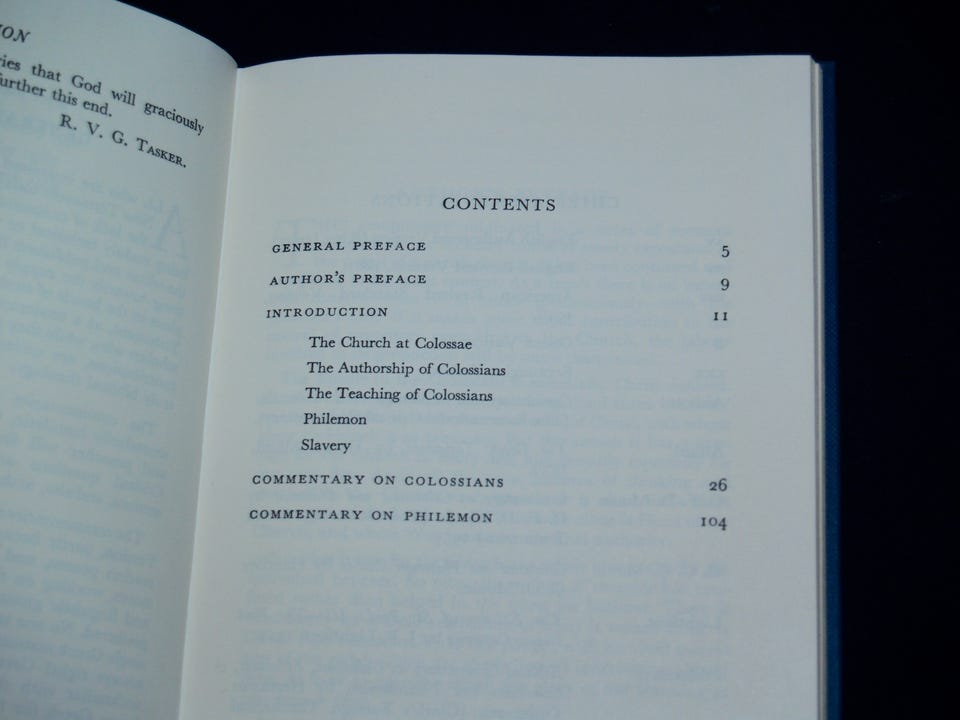 ION
ries that God will graciously
urther this end.
R. V. G. TASKER.
CONTENTS
GENERAL PREFACE 5
AUTHOR'S PREFACE 9
INTRODUCTION 11
The Church at Colossae
The Authorship of Colossians
The Teaching of Colossians
Philemon
Slavery
COMMENTARY ON COLOSSIANS 26
COMMENTARY ON PHILEMON 104